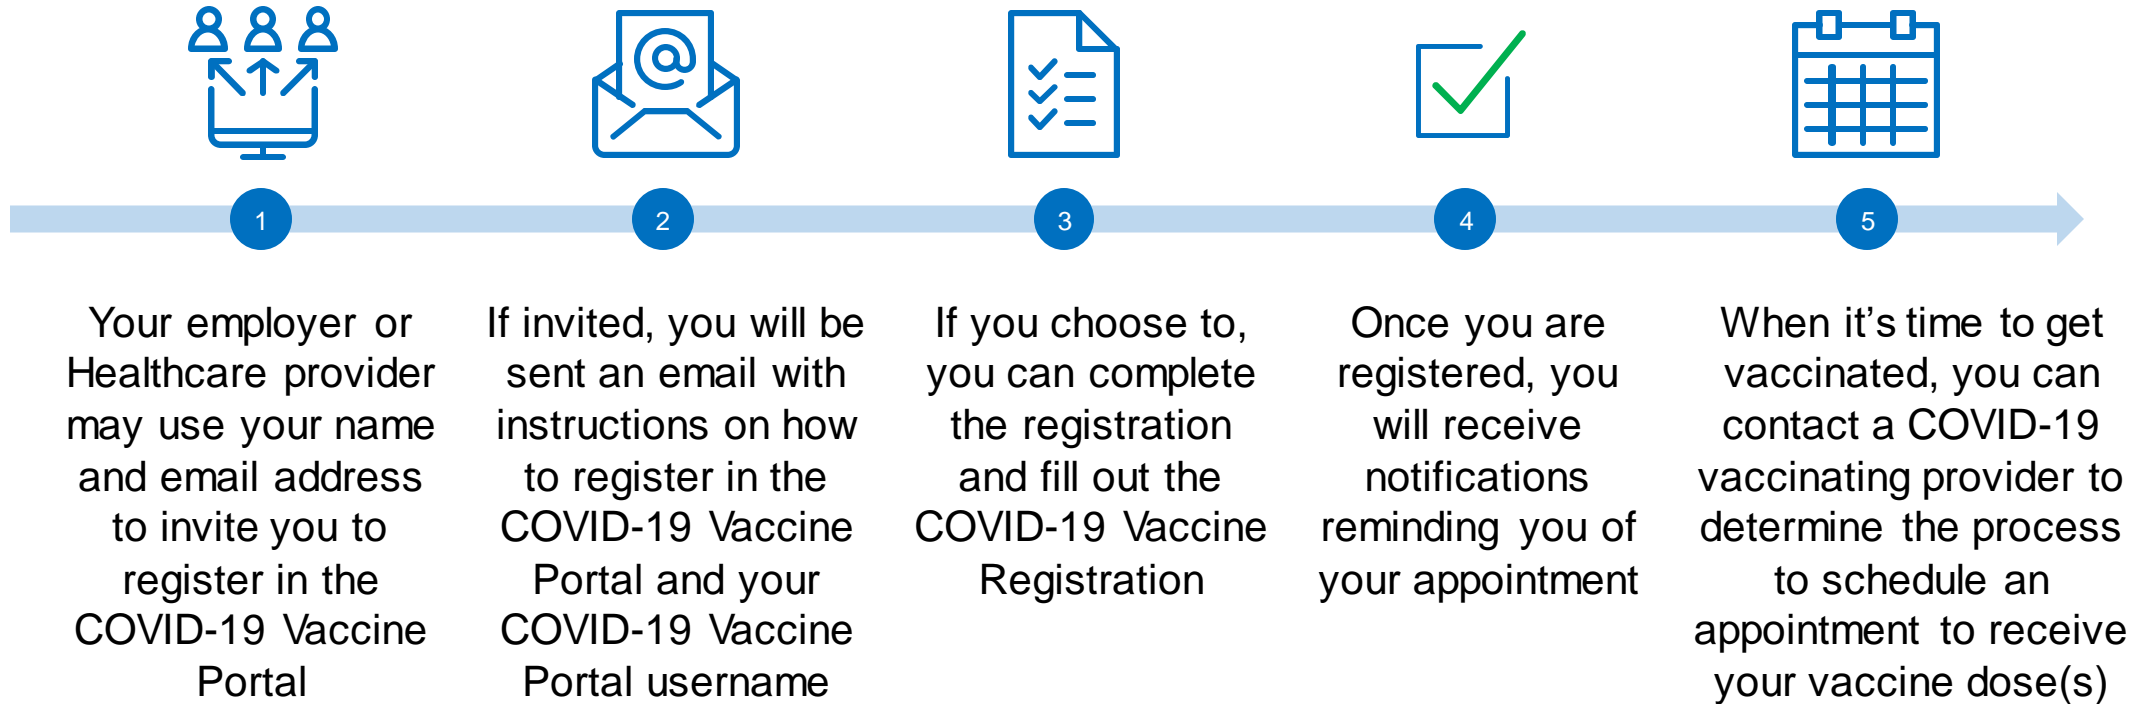 @
1
2
3
4
5
Your employer or
Healthcare provider
may use your name
and email address
to invite you to
register in the
COVID-19 Vaccine
Portal
If invited, you will be
sent an email with
instructions on how
to register in the
COVID-19 Vaccine
Portal and your
COVID-19 Vaccine
Portal username
If you choose to,
you can complete
the registration
and fill out the
COVID-19 Vaccine
Registration
Once you are
registered, you
will receive
notifications
reminding you of
your appointment
When it’s time to get
vaccinated, you can
contact a COVID-19
vaccinating provider to
determine the process
to schedule an
appointment to receive
your vaccine dose(s)